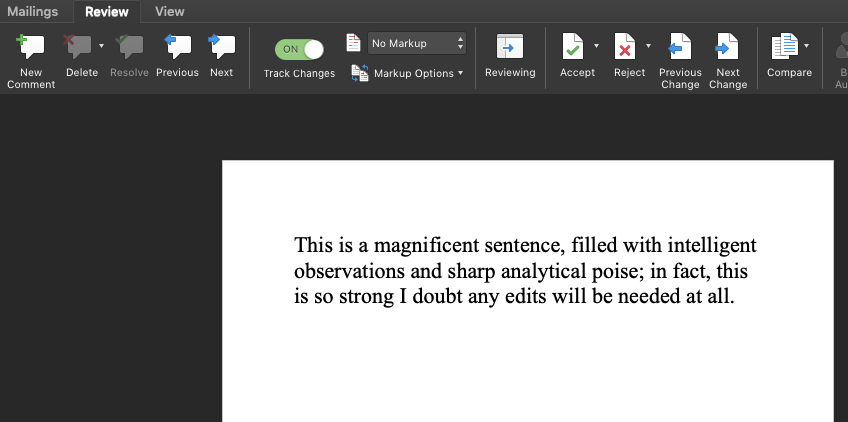 Mailings Review View
ON No Markup
New Comment Delete Resolve Previous Next Track Changes Markup Options Reviewing Accept Reject Previous Change Next Change Compare
This is a magnificent sentence, filled with intelligent
observations and sharp analytical poise; in fact, this
is so strong I doubt any edits will be needed at all.